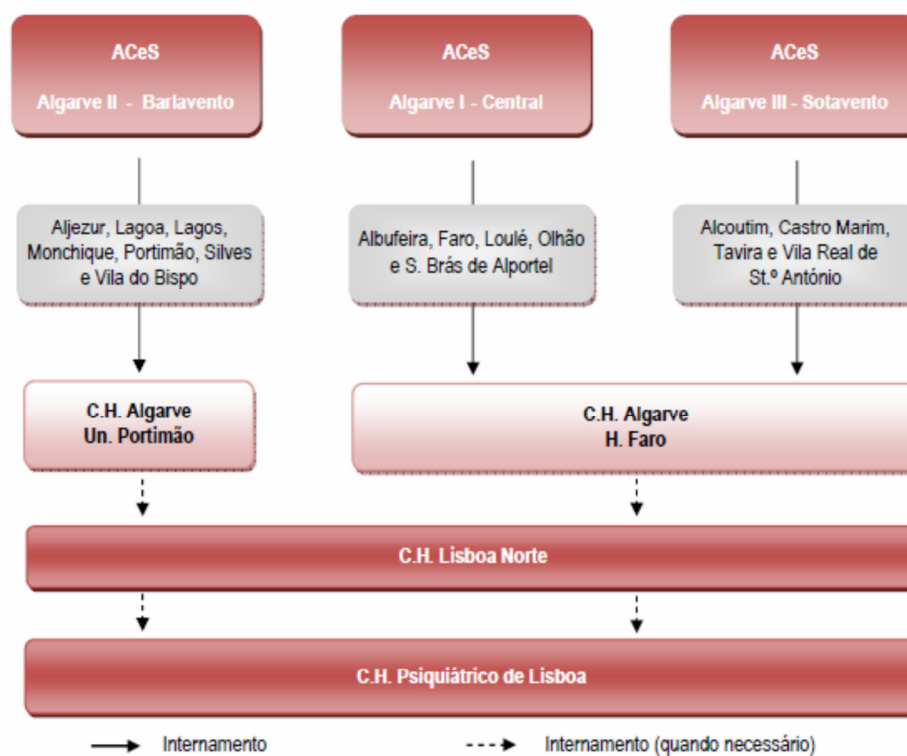 ACeS
Algarve II - Barlavento
ACeS
Algarve I - Central
ACeS
Algarve III - Sotavento
Aljezur, Lagoa, Lagos,
Monchique, Portimão, Silves
e Vila do Bispo
Albufeira, Faro, Loulé, Olhão
e S. Brás de Alportel
Alcoutim, Castro Marim,
Tavira e Vila Real de
St.º António
C.H. Algarve
Un. Portimão
C.H. Algarve
H. Faro
C.H. Lisboa Norte
C.H. Psiquiátrico de Lisboa
Internamento
Internamento (quando necessário)